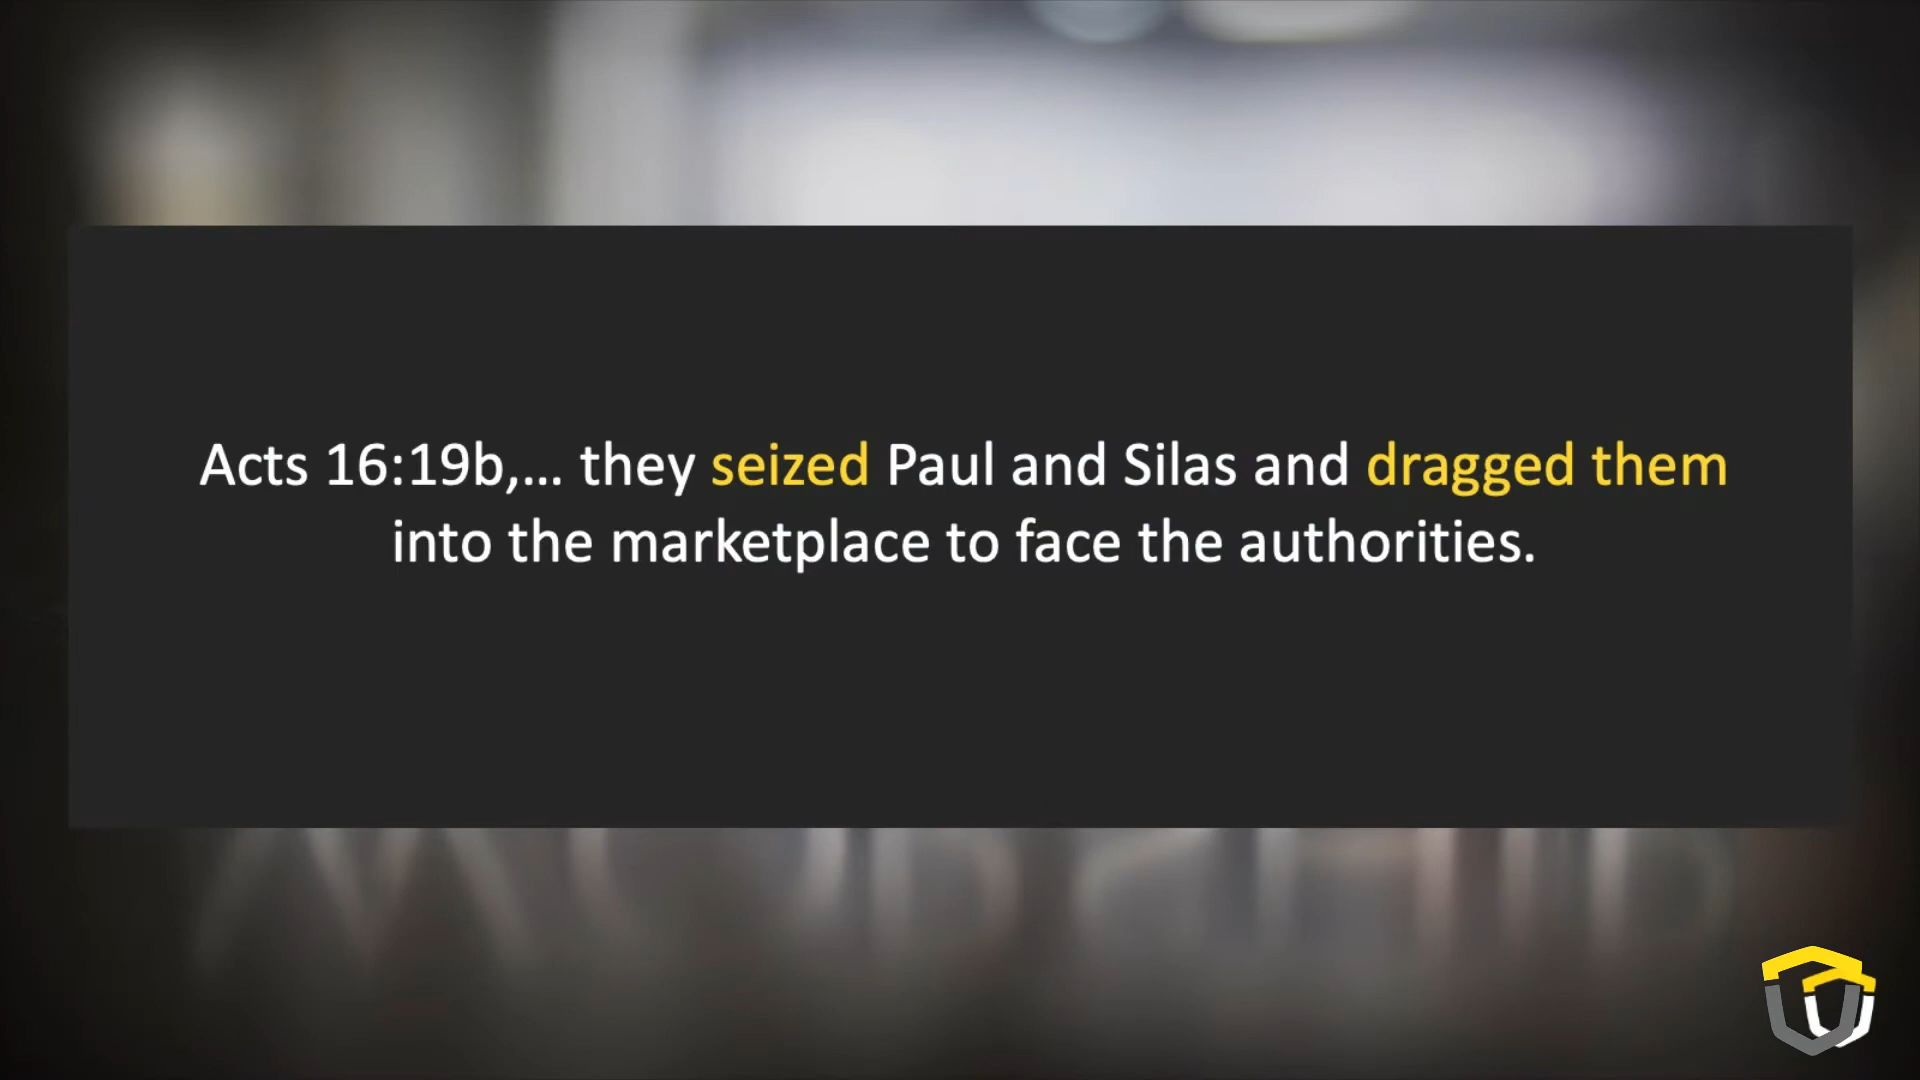 Acts 16:19b,... they seized Paul and Silas and dragged them
into the marketplace to face the authorities.